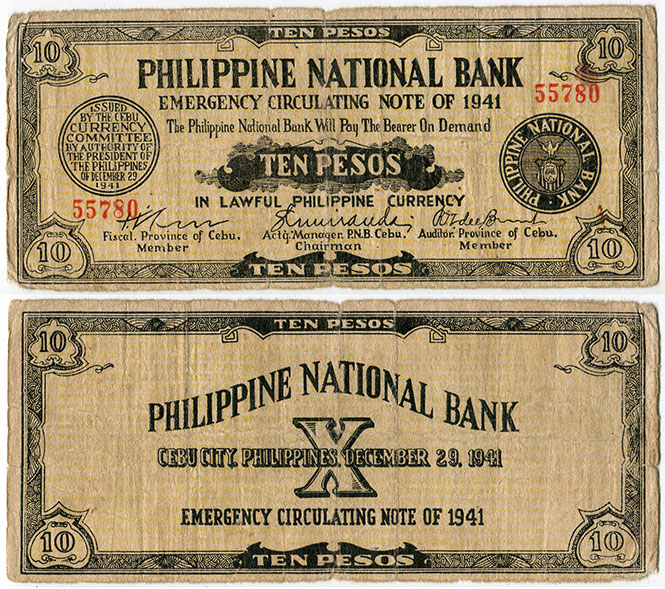 TEN PESOS
10 10
PHILIPPINE NATIONAL BANK
EMERGENCY CIRCULATING NOTE OF 1941
55780
The Philippine National Bank Will Pay The Bearer On Demand
ISSUED
BY THE CEBU
CURRENCY
COMMITTEE
BY AUTHORITY OF
THE PRESIDENT OF
THE PHILIPPINES
OF DECEMBER 29
1941
TEN PESOS
PHILIPPINE NATIONAL BANK
IN LAWFUL PHILIPPINE CURRENCY
55780
Fiscal. Province of Cebu.
Member
Actg. Manager. P.N.B. Cebu.
Chairman
Auditor. Province of Cebu.
Member
10 10
TEN PESOS
TEN PESOS
10 10
PHILIPPINE NATIONAL BANK
X
CEBU CITY, PHILIPPINES, DECEMBER 29, 1941
EMERGENCY CIRCULATING NOTE OF 1941
10 10
TEN PESOS